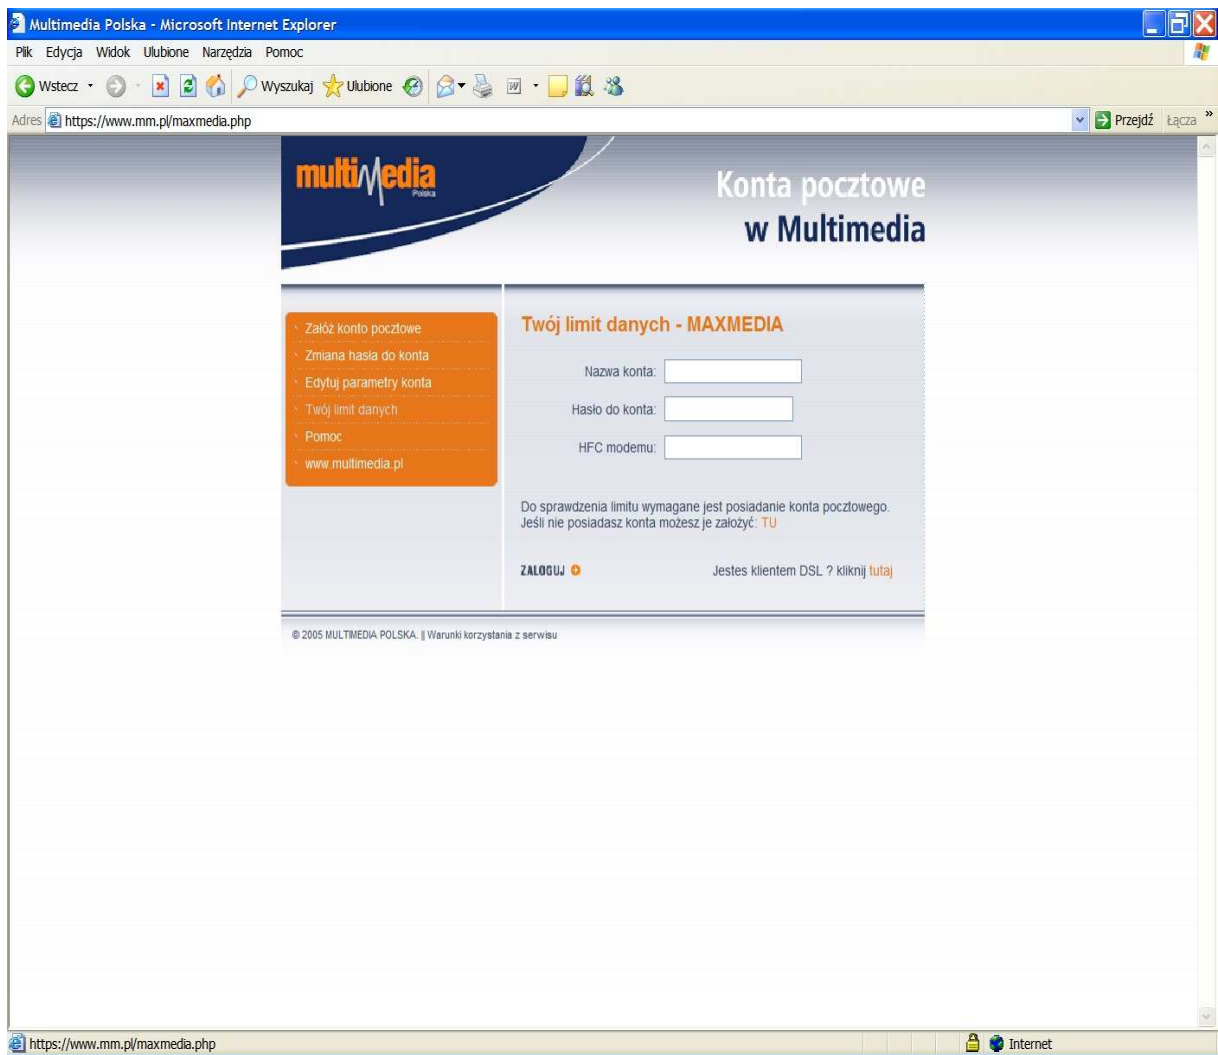 Multimedia Polska - Microsoft Internet Explorer
Plik Edycja Widok Ulubione Narzędzia Pomoc
Wstecz Wyszukaj Ulubione
Adres https://www.mm.pl/maxmedia.php Przejdź Łącza »
multiMedia
Polska
Konta pocztowe
w Multimedia
Załóż konto pocztowe
Zmiana hasła do konta
Edytuj parametry konta
Twój limit danych
Pomoc
www.multimedia.pl
Twój limit danych - MAXMEDIA
Nazwa konta:
Hasło do konta:
HFC modemu:
Do sprawdzenia limitu wymagane jest posiadanie konta pocztowego.
Jeśli nie posiadasz konta możesz je założyć: TU
ZALOGUJ Jestes klientem DSL ? kliknij tutaj
© 2005 MULTIMEDIA POLSKA. || Warunki korzystania z serwisu
https://www.mm.pl/maxmedia.php Internet